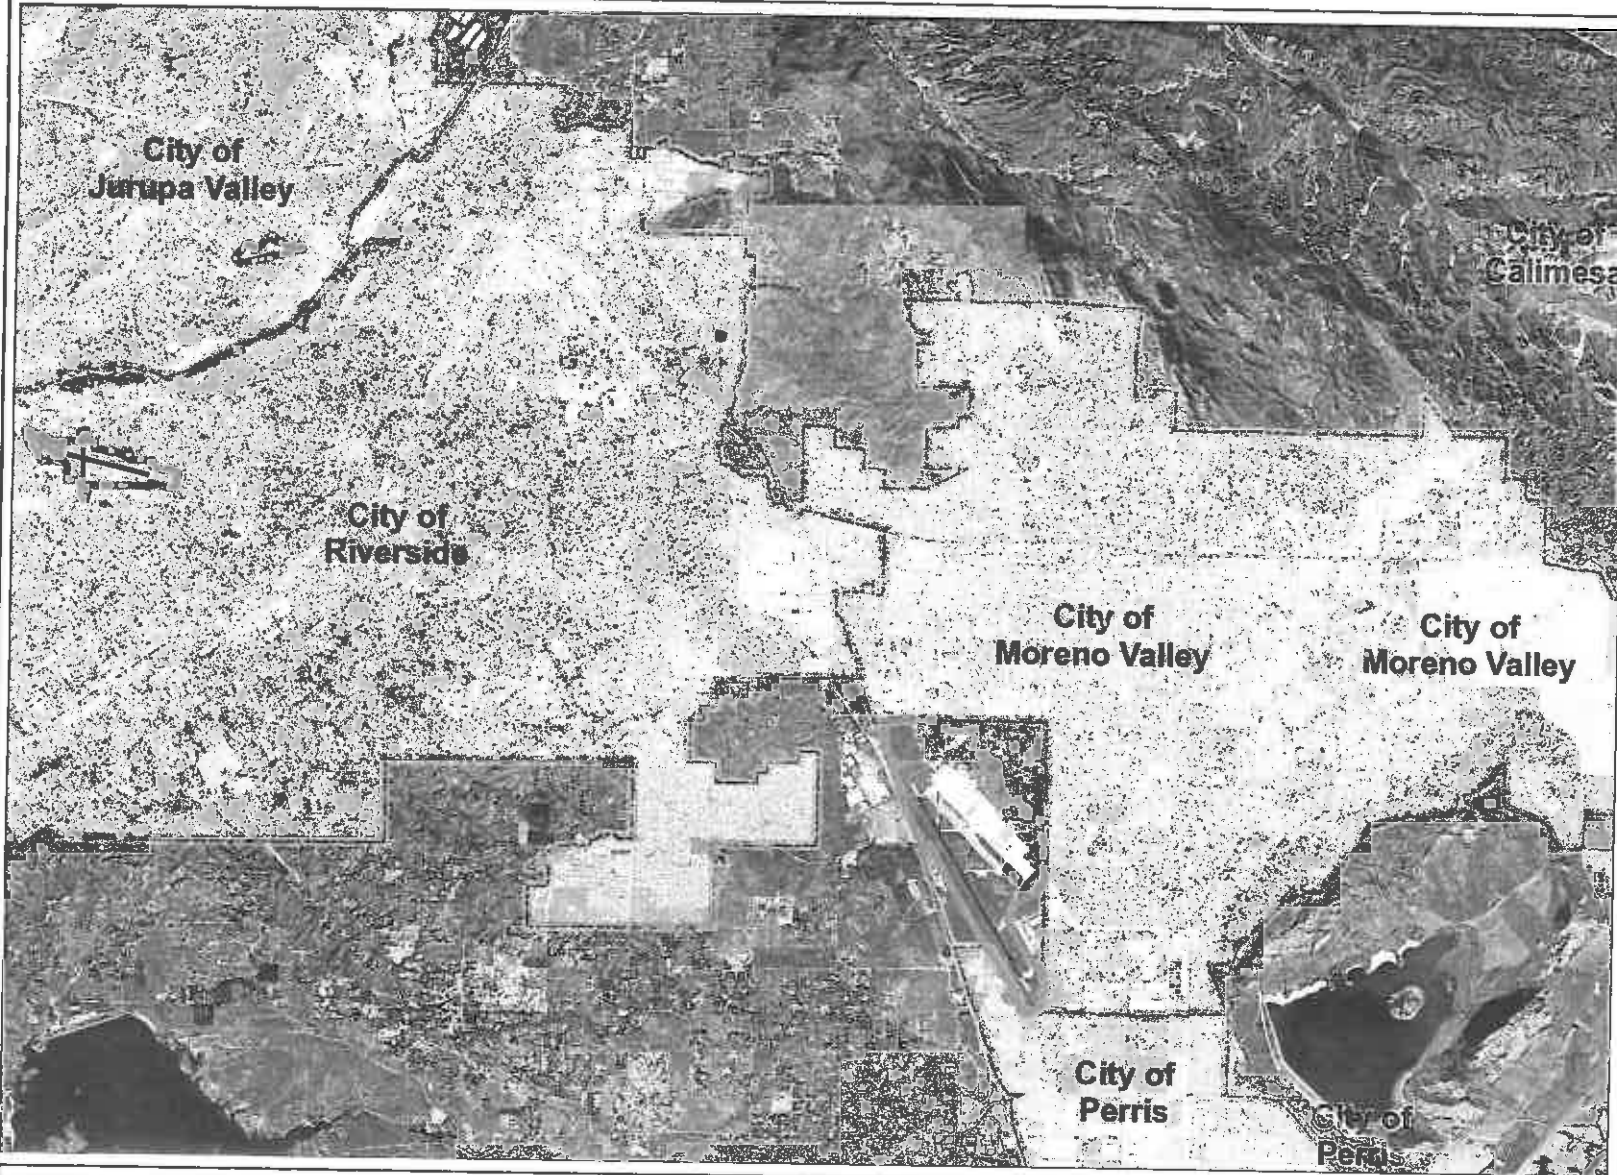 City of
Jurupa Valley
City of
Calimesa
City of
Riverside
City of
Moreno Valley
City of
Moreno Valley
City of
Perris
City of
Perris